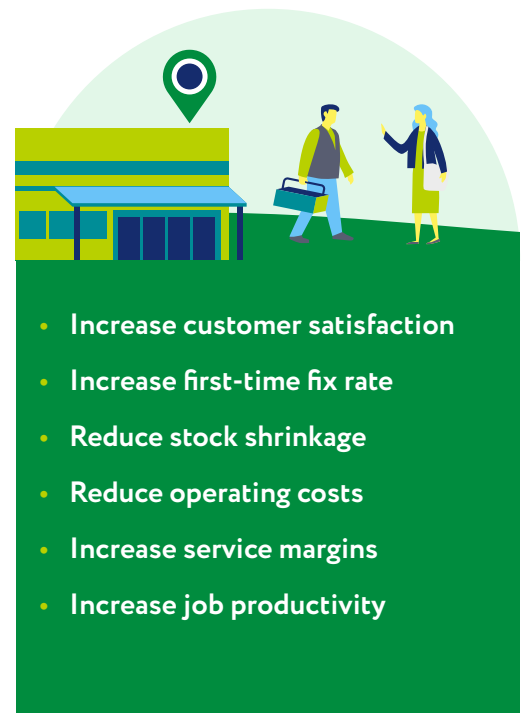 • Increase customer satisfaction
• Increase first-time fix rate
• Reduce stock shrinkage
• Reduce operating costs
• Increase service margins
• Increase job productivity